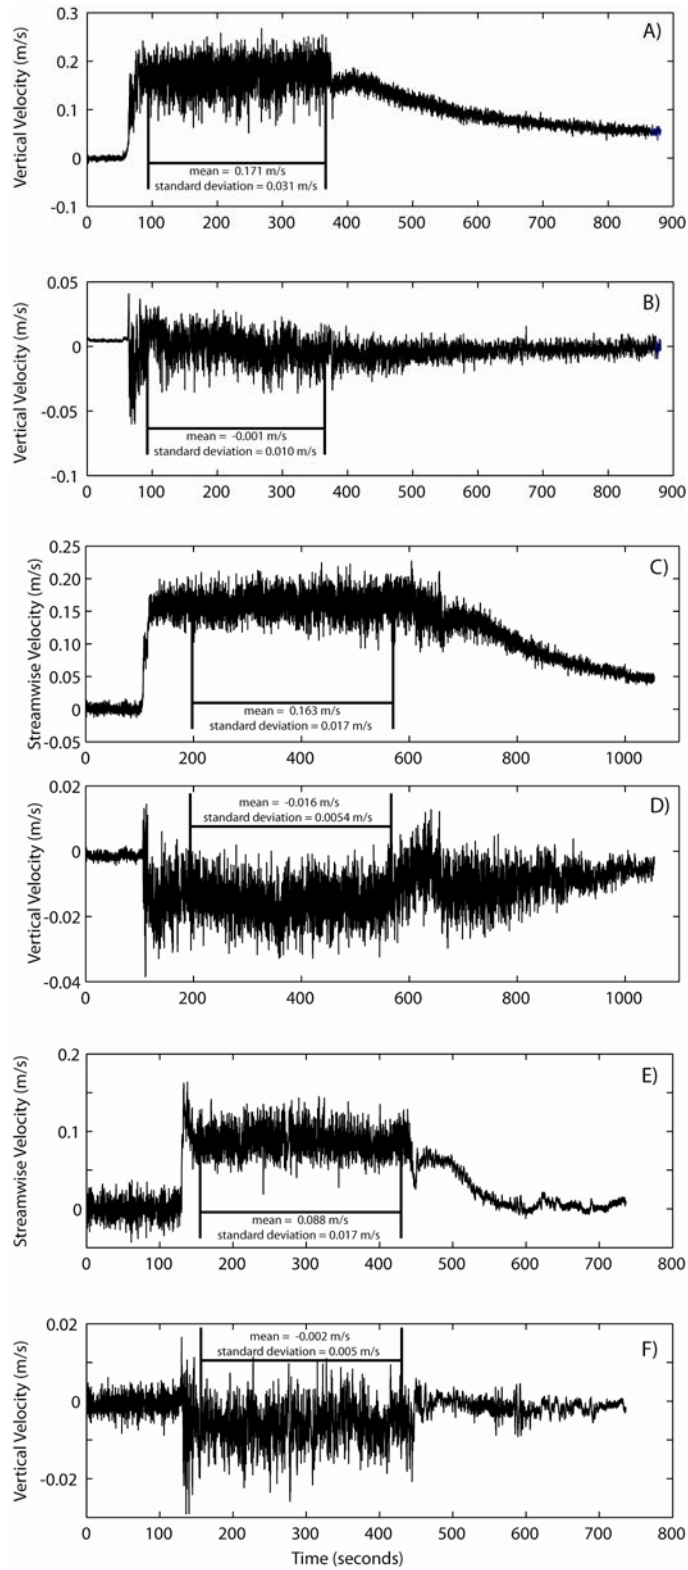 A)
Vertical Velocity (m/s)
0.3
0.2
0.1
0
-0.1
mean = 0.171 m/s
standard deviation = 0.031 m/s
0 100 200 300 400 500 600 700 800 900
B)
Vertical Velocity (m/s)
0.05
0
-0.05
-0.1
mean = -0.001 m/s
standard deviation = 0.010 m/s
0 100 200 300 400 500 600 700 800 900
C)
Streamwise Velocity (m/s)
0.25
0.20
0.15
0.10
0.05
0
-0.05
mean = 0.163 m/s
standard deviation = 0.017 m/s
0 200 400 600 800 1000
D)
Vertical Velocity (m/s)
0.02
0
-0.02
-0.04
mean = -0.016 m/s
standard deviation = 0.0054 m/s
0 200 400 600 800 1000
E)
Streamwise Velocity (m/s)
0.2
0.1
0
mean = 0.088 m/s
standard deviation = 0.017 m/s
0 100 200 300 400 500 600 700 800
F)
Vertical Velocity (m/s)
0.02
0
-0.02
mean = -0.002 m/s
standard deviation = 0.005 m/s
0 100 200 300 400 500 600 700 800
Time (seconds)